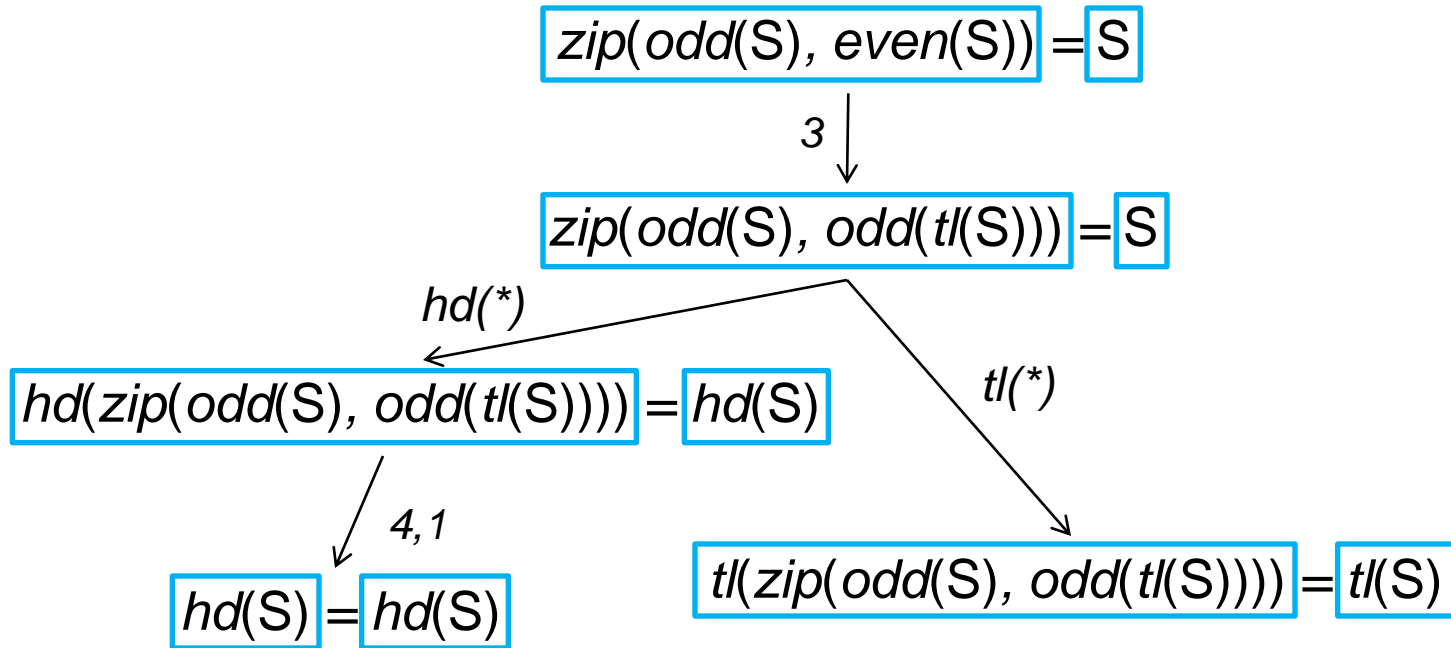 zip(odd(S), even(S)) = S
3
zip(odd(S), odd(tl(S))) = S
hd(*)
tl(*)
hd(zip(odd(S), odd(tl(S)))) = hd(S)
4,1
tl(zip(odd(S), odd(tl(S)))) = tl(S)
hd(S) = hd(S)